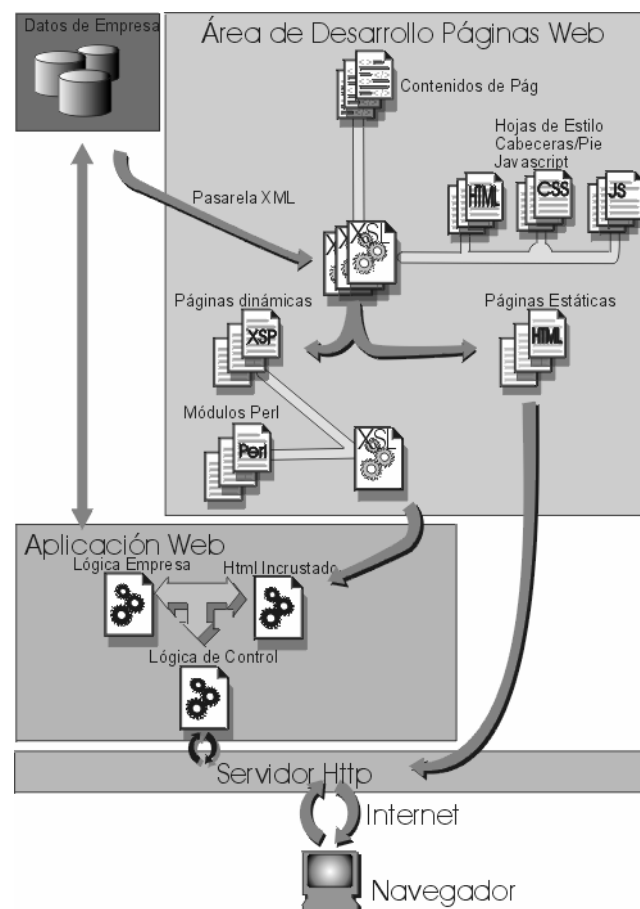 Datos de Empresa
Área de Desarrollo Páginas Web
Contenidos de Pág
Hojas de Estilo
Cabeceras/Pie
Javascript
HTML
CSS
JS
Pasarela XML
XSL
Páginas dinámicas
Páginas Estáticas
XSP
HTML
Módulos Perl
Perl
XSL
Aplicación Web
Lógica Empresa
Html Incrustado
Lógica de Control
Servidor Http
Internet
Navegador